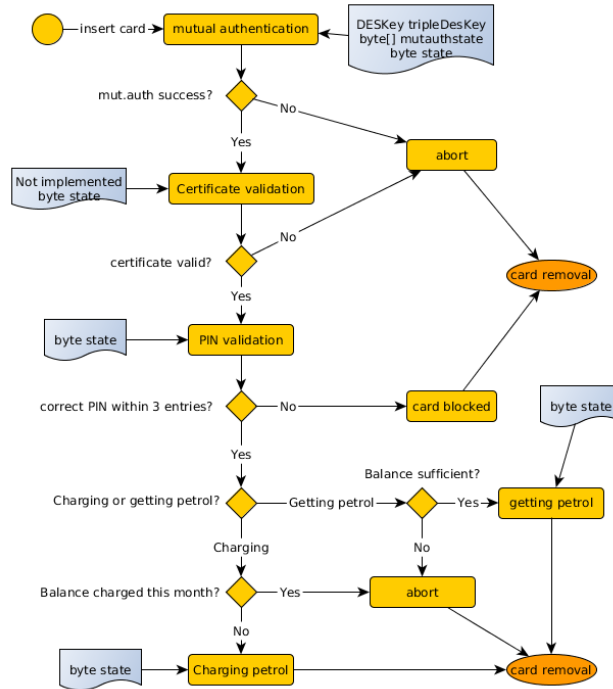 insert card
mutual authentication
DESKey tripleDesKey
byte[] mutauthstate
byte state
mut.auth success?
No
Yes
abort
Not implemented
byte state
Certificate validation
No
certificate valid?
card removal
Yes
byte state
PIN validation
correct PIN within 3 entries?
No
card blocked
byte state
Yes
Balance sufficient?
Charging or getting petrol?
Getting petrol
Yes
getting petrol
Charging
No
Balance charged this month?
Yes
abort
No
byte state
Charging petrol
card removal